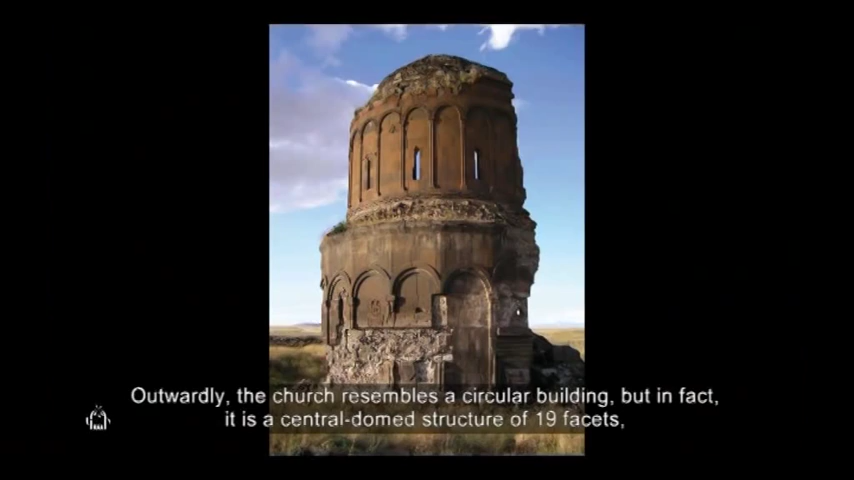 Outwardly, the church resembles a circular building, but in fact,
it is a central-domed structure of 19 facets,